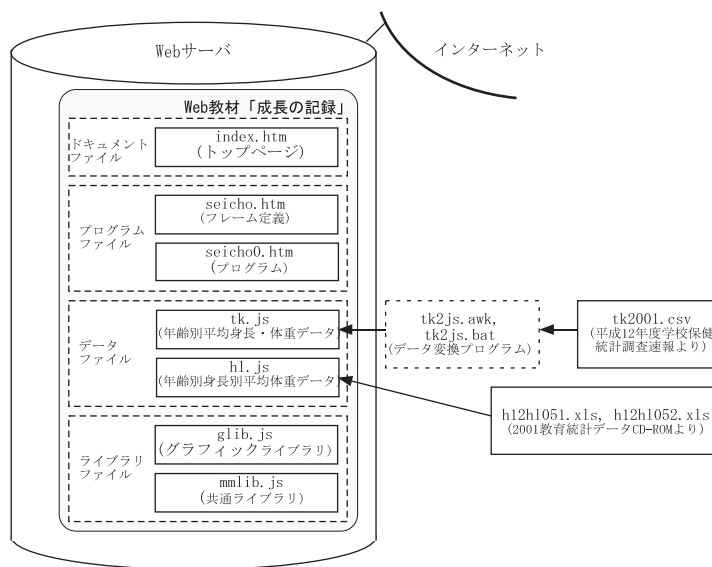 Webサーバ
インターネット
Web教材「成長の記録」
ドキュメント
ファイル
index.htm
(トップページ)
プログラム
ファイル
seicho.htm
(フレーム定義)
seicho0.htm
(プログラム)
データ
ファイル
tk.js
(年齢別平均身長・体重データ)
hl.js
(年齢別身長別平均体重データ)
tk2js.awk,
tk2js.bat
(データ変換プログラム)
tk2001.csv
(平成12年度学校保健
統計調査速報より)
h12hl051.xls, h12hl052.xls
(2001教育統計データCD-ROMより)
ライブラリ
ファイル
glib.js
(グラフィックライブラリ)
mmlib.js
(共通ライブラリ)